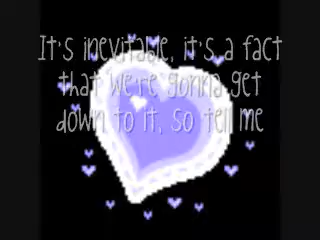 It's inevitable, it's a fact
that we're gonna get
down to it, so tell me